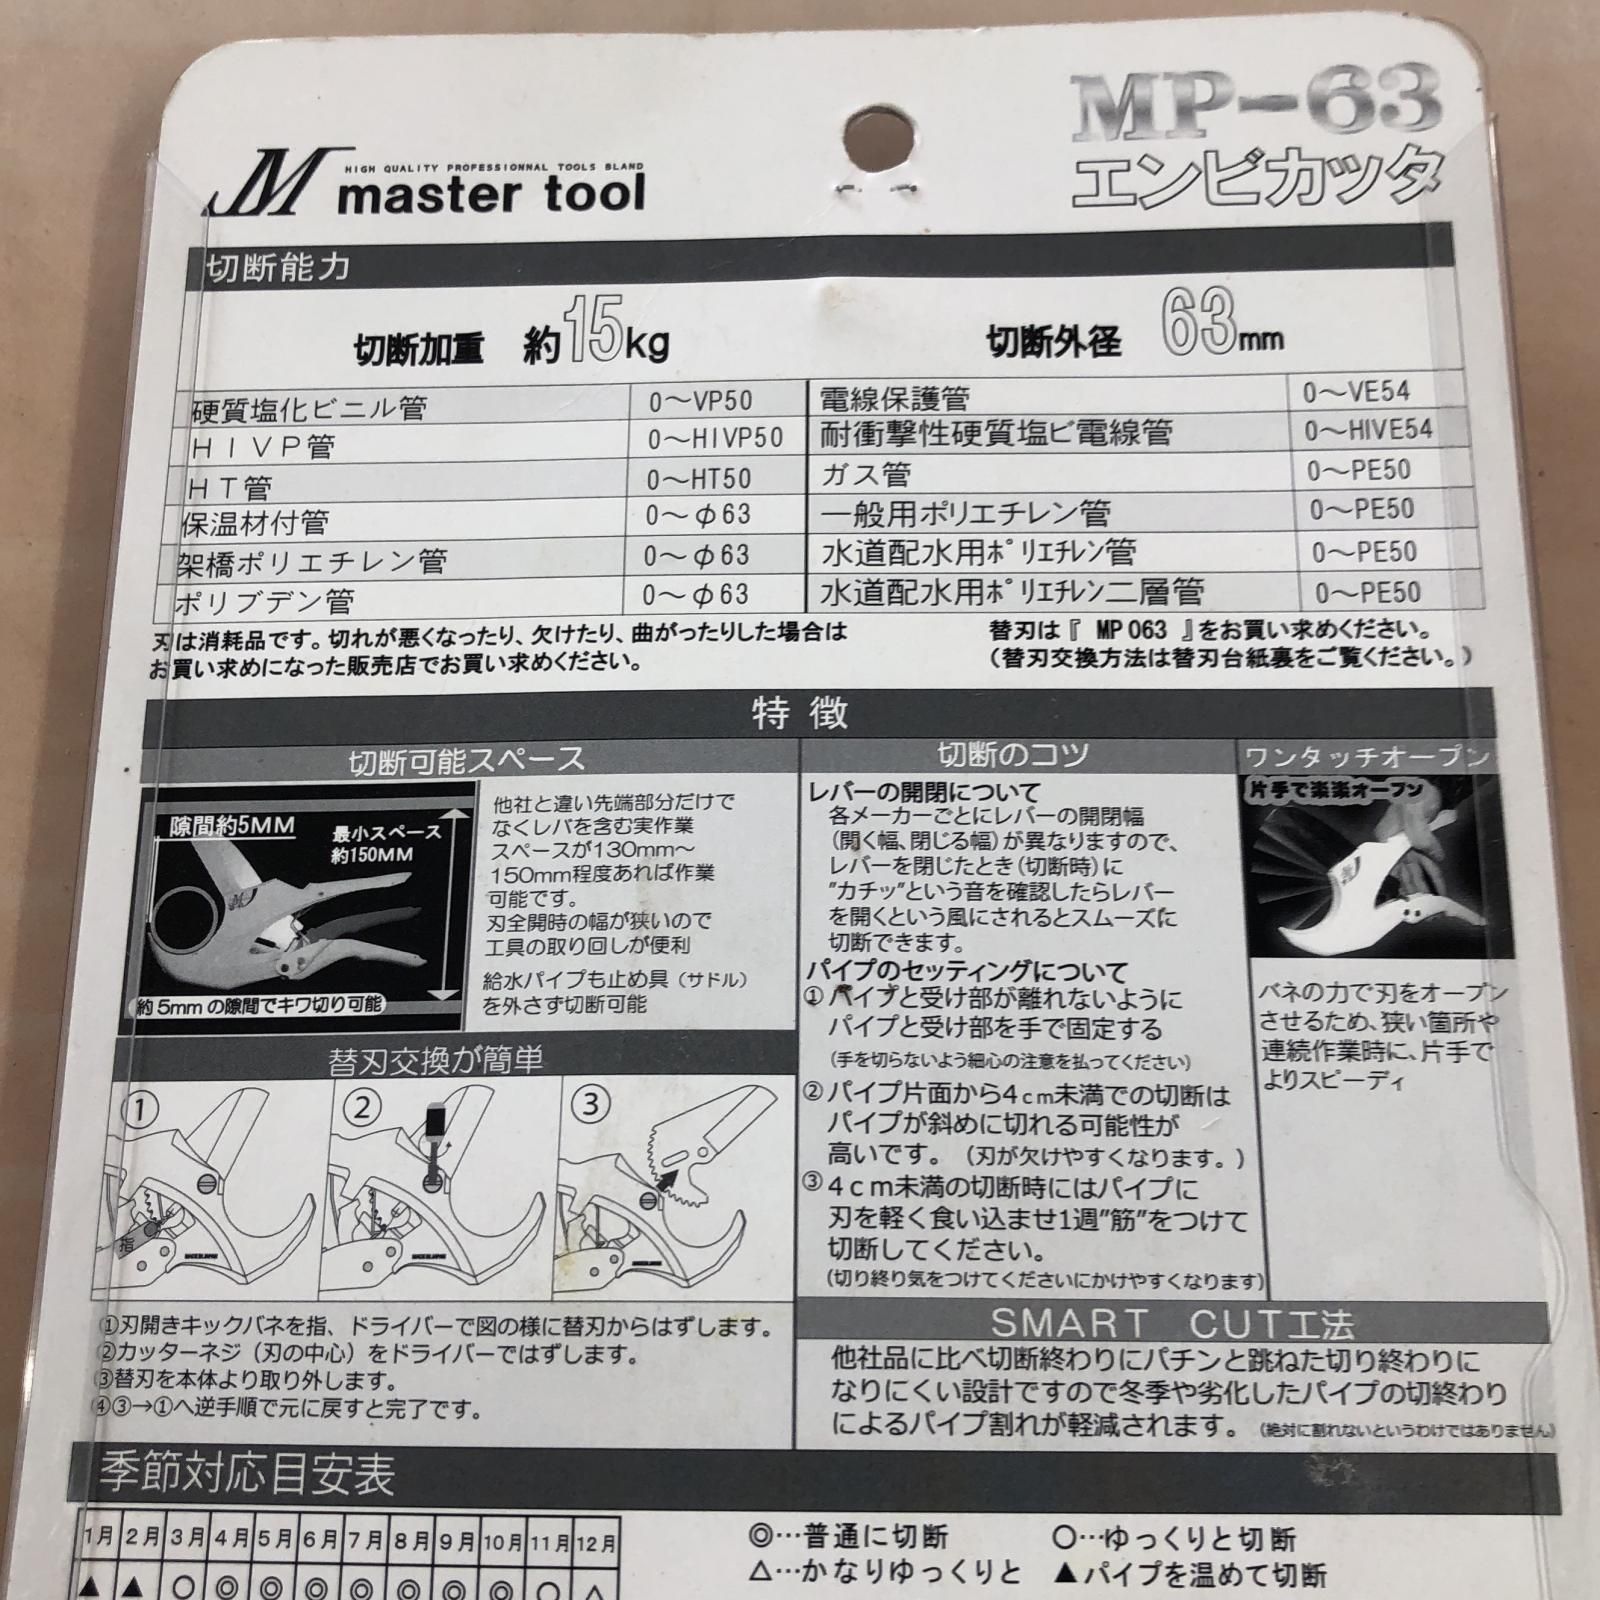 MP-63
HIGH QUALITY PROFESSIONNAL TOOLS BLAND
M master tool
エンビカッタ
切断能力
切断加重 約15kg
切断外径 63mm
硬質塩化ビニル管 0〜VP50
電線保護管 0〜VE54
HIVP管 0〜HIVP50
耐衝撃性硬質塩ビ電線管 0〜HIVE54
HT管 0〜HT50
ガス管 0〜PE50
保温材付管 0〜φ63
一般用ポリエチレン管 0〜PE50
架橋ポリエチレン管 0〜φ63
水道配水用ポリエチレン管 0〜PE50
ポリブデン管 0〜φ63
水道配水用ポリエチレン二層管 0〜PE50
刃は消耗品です。切れが悪くなったり、欠けたり、曲がったりした場合は
お買い求めになった販売店でお買い求めください。
替刃は『 MP063 』をお買い求めください。
(替刃交換方法は替刃台紙裏をご覧ください。)
特徴
切断可能スペース
隙間約5MM
最小スペース
約150MM
約5mmの隙間でキワ切り可能
他社と違い先端部分だけで
なくレバを含む実作業
スペースが130mm〜
150mm程度あれば作業
可能です。
刃全開時の幅が狭いので
工具の取り回しが便利
給水パイプも止め具(サドル)
を外さず切断可能
替刃交換が簡単
① ② ③
指
MADE IN JAPAN
MADE IN JAPAN
MADE IN JAPAN
①刃開きキックバネを指、ドライバーで図の様に替刃からはずします。
②カッターネジ(刃の中心)をドライバーではずします。
③替刃を本体より取り外します。
④③→①へ逆手順で元に戻すと完了です。
切断のコツ
レバーの開閉について
各メーカーごとにレバーの開閉幅
(開く幅、閉じる幅)が異なりますので、
レバーを閉じたとき(切断時)に
"カチッ"という音を確認したらレバー
を開くという風にされるとスムーズに
切断できます。
パイプのセッティングについて
①パイプと受け部が離れないように
パイプと受け部を手で固定する
(手を切らないよう細心の注意を払ってください)
②パイプ片面から4cm未満での切断は
パイプが斜めに切れる可能性が
高いです。(刃が欠けやすくなります。)
③4cm未満の切断時にはパイプに
刃を軽く食い込ませ1週"筋"をつけて
切断してください。
(切り終り気をつけてくださいにかけやすくなります)
ワンタッチオープン
片手で楽楽オープン
バネの力で刃をオープン
させるため、狭い箇所や
連続作業時に、片手で
よりスピーディ
SMART CUT工法
他社品に比べ切断終わりにパチンと跳ねた切り終わりに
なりにくい設計ですので冬季や劣化したパイプの切終わり
によるパイプ割れが軽減されます。(絶対に割れないというわけではありません)
季節対応目安表
1月 2月 3月 4月 5月 6月 7月 8月 9月 10月 11月 12月
▲ ▲ ○ ◎ ◎ ◎ ◎ ◎ ◎ ◎ ○ △
◎…普通に切断 ○…ゆっくりと切断
△…かなりゆっくりと ▲パイプを温めて切断